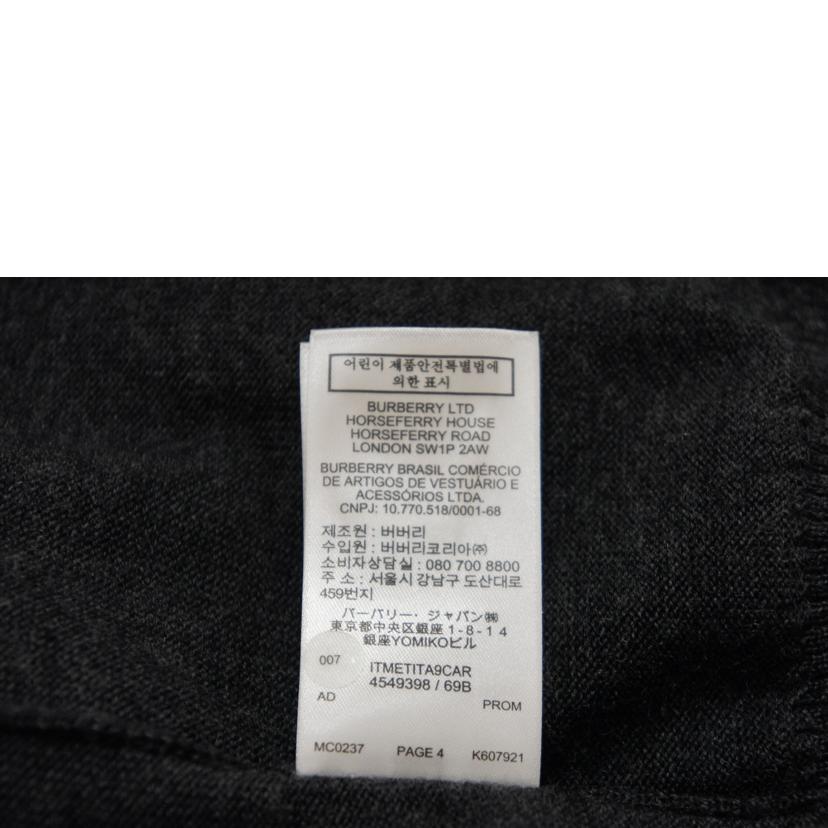 어린이 제품안전특별법에
의한 표시
BURBERRY LTD
HORSEFERRY HOUSE
HORSEFERRY ROAD
LONDON SW1P 2AW
BURBERRY BRASIL COMÉRCIO
DE ARTIGOS DE VESTUÁRIO E
ACESSÓRIOS LTDA.
CNPJ: 10.770.518/0001-68
제조원 : 버버리
수입원 : 버버리코리아㈜
소비자상담실 : 080 700 8800
주 소 : 서울시 강남구 도산대로
459번지
バーバリー・ジャパン㈱
東京都中央区銀座 1 - 8 - 1 4
銀座YOMIKOビル
007
ITMETITA9CAR
4549398 / 69B
AD
PROM
MC0237 PAGE 4 K607921